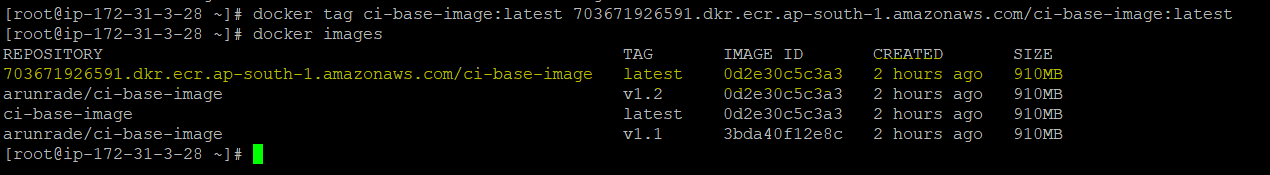 [root@ip-172-31-3-28 ~]# docker tag ci-base-image:latest 703671926591.dkr.ecr.ap-south-1.amazonaws.com/ci-base-image:latest
[root@ip-172-31-3-28 ~]# docker images
REPOSITORY TAG IMAGE ID CREATED SIZE
703671926591.dkr.ecr.ap-south-1.amazonaws.com/ci-base-image latest 0d2e30c5c3a3 2 hours ago 910MB
arunrade/ci-base-image v1.2 0d2e30c5c3a3 2 hours ago 910MB
ci-base-image latest 0d2e30c5c3a3 2 hours ago 910MB
arunrade/ci-base-image v1.1 3bda40f12e8c 2 hours ago 910MB
[root@ip-172-31-3-28 ~]#